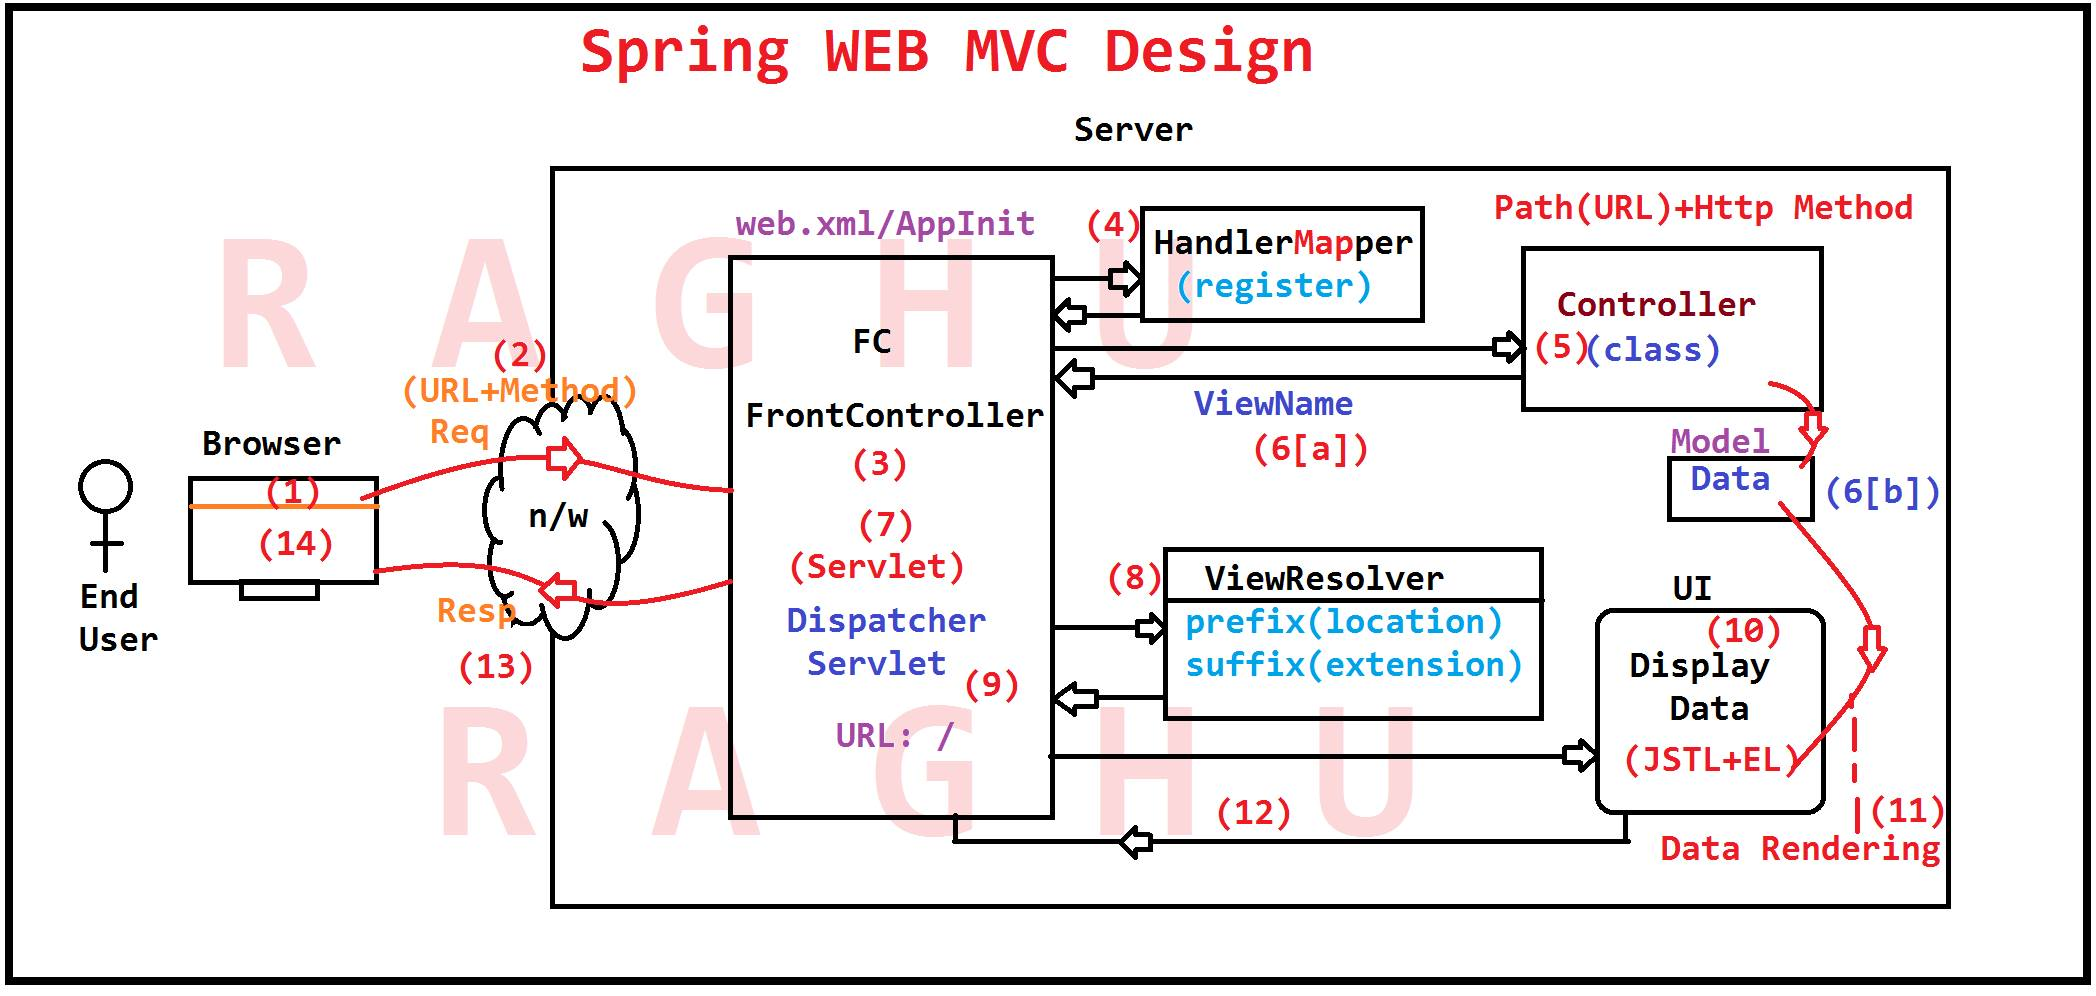 Spring WEB MVC Design
Server
web.xml/AppInit
(4)
HandlerMapper
(register)
Path(URL)+Http Method
Controller
(5)(class)
FC
FrontController
(3)
(7)
(Servlet)
Dispatcher
Servlet
(9)
URL: /
ViewName
(6[a])
Model
Data
(6[b])
(2)
(URL+Method)
Req
Browser
(1)
(14)
n/w
End
User
Resp
(13)
(8)
ViewResolver
prefix(location)
suffix(extension)
UI
(10)
Display
Data
(JSTL+EL)
(11)
Data Rendering
(12)
R A G H U
R A G H U